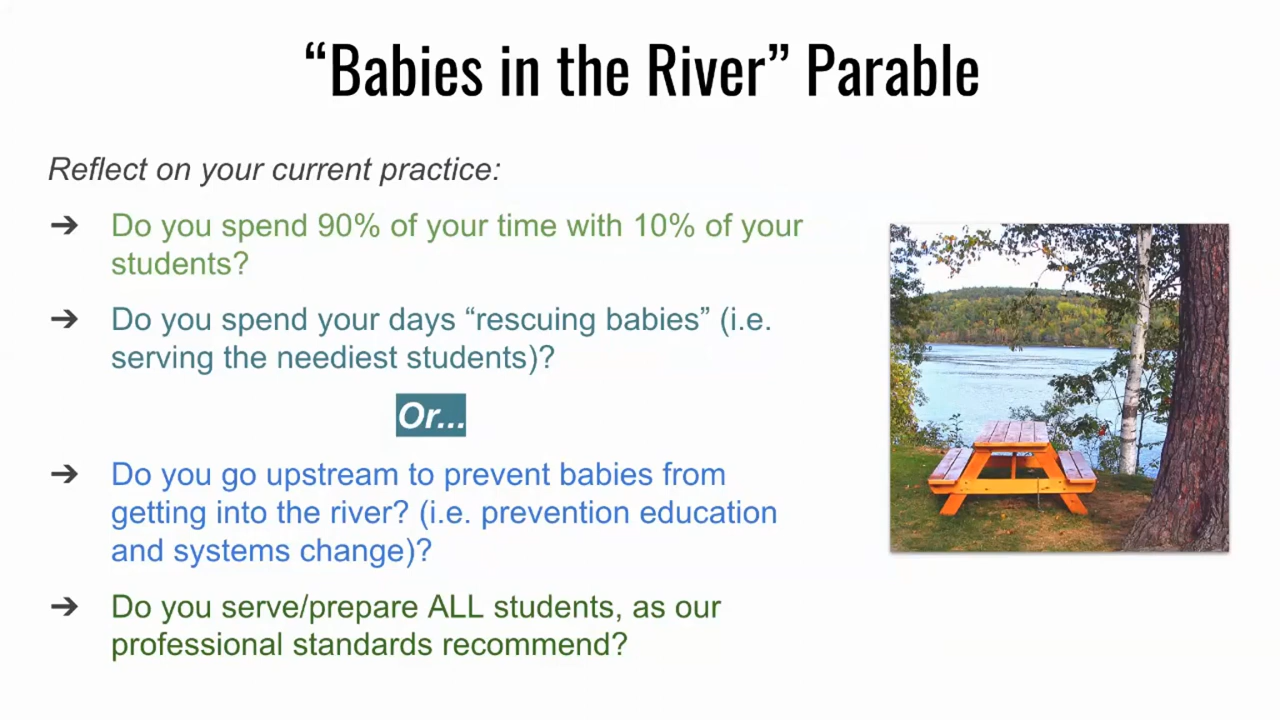 “Babies in the River” Parable
Reflect on your current practice:
➔ Do you spend 90% of your time with 10% of your
students?
➔ Do you spend your days “rescuing babies” (i.e.
serving the neediest students)?
Or...
➔ Do you go upstream to prevent babies from
getting into the river? (i.e. prevention education
and systems change)?
➔ Do you serve/prepare ALL students, as our
professional standards recommend?